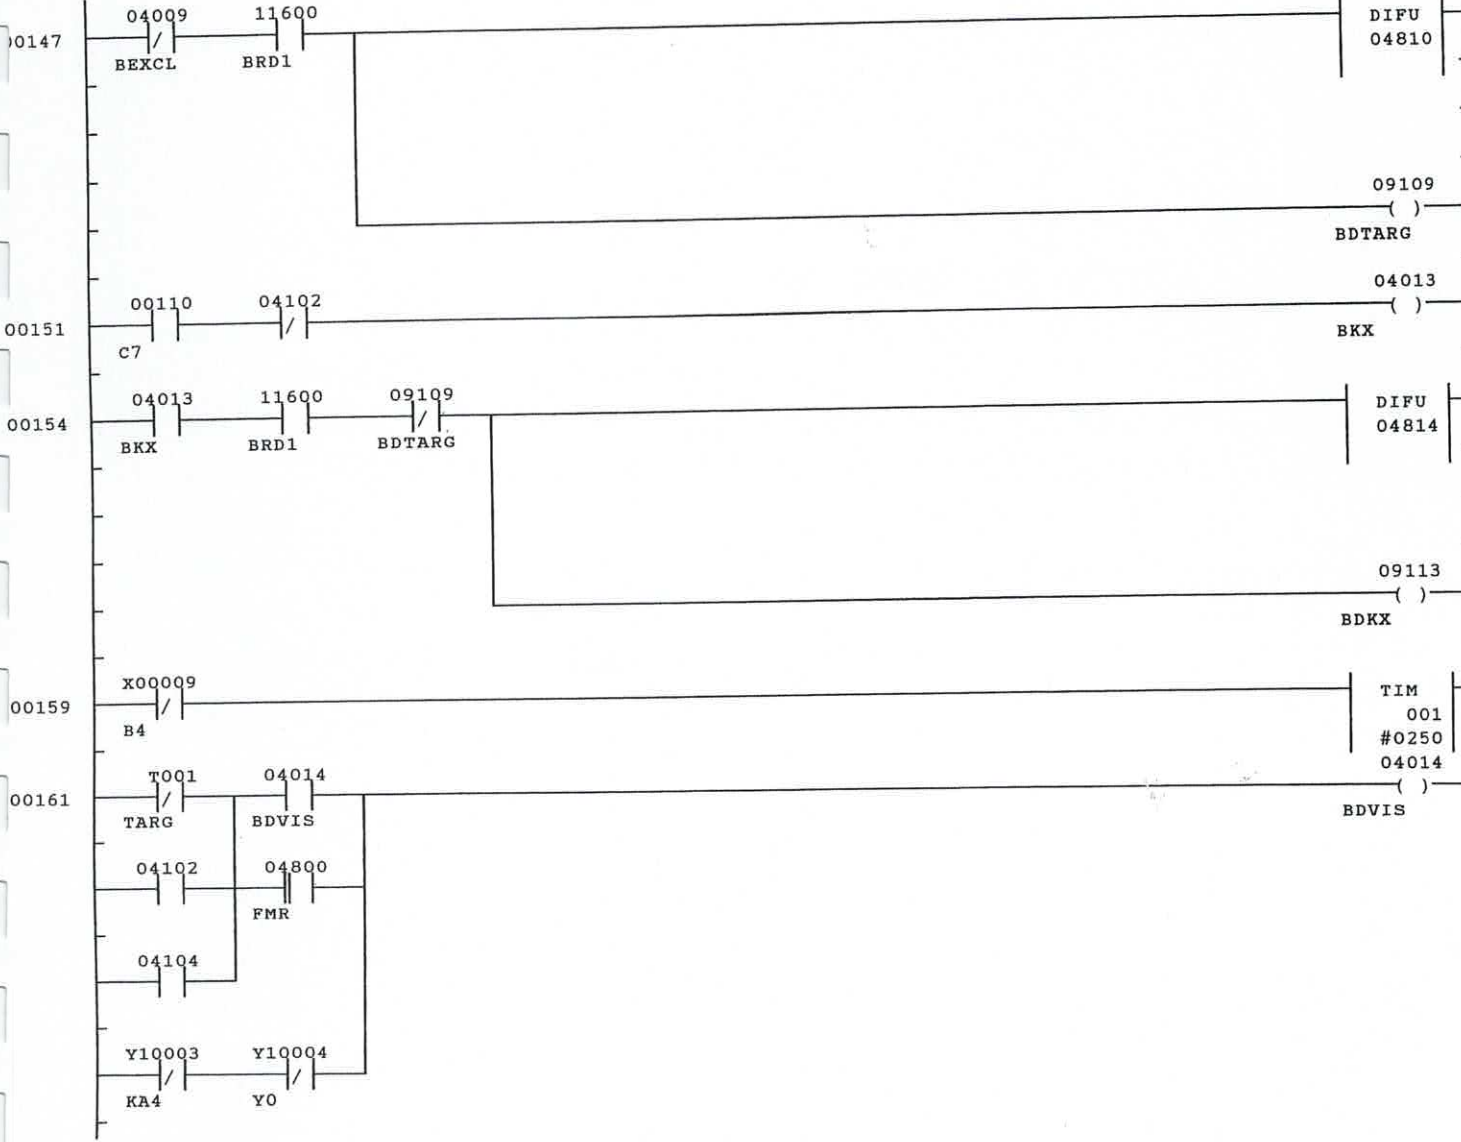 04009 11600 DIFU
00147 04810
BEXCL BRD1
09109
( )
BDTARG
00110 04102 04013
00151 ( )
C7 BKX
04013 11600 09109 DIFU
00154 04814
BKX BRD1 BDTARG
09113
( )
BDKX
X00009 TIM
00159 001
B4 #0250
T001 04014 04014
00161 ( )
TARG BDVIS BDVIS
04102 04800
FMR
04104
Y10003 Y10004
KA4 Y0